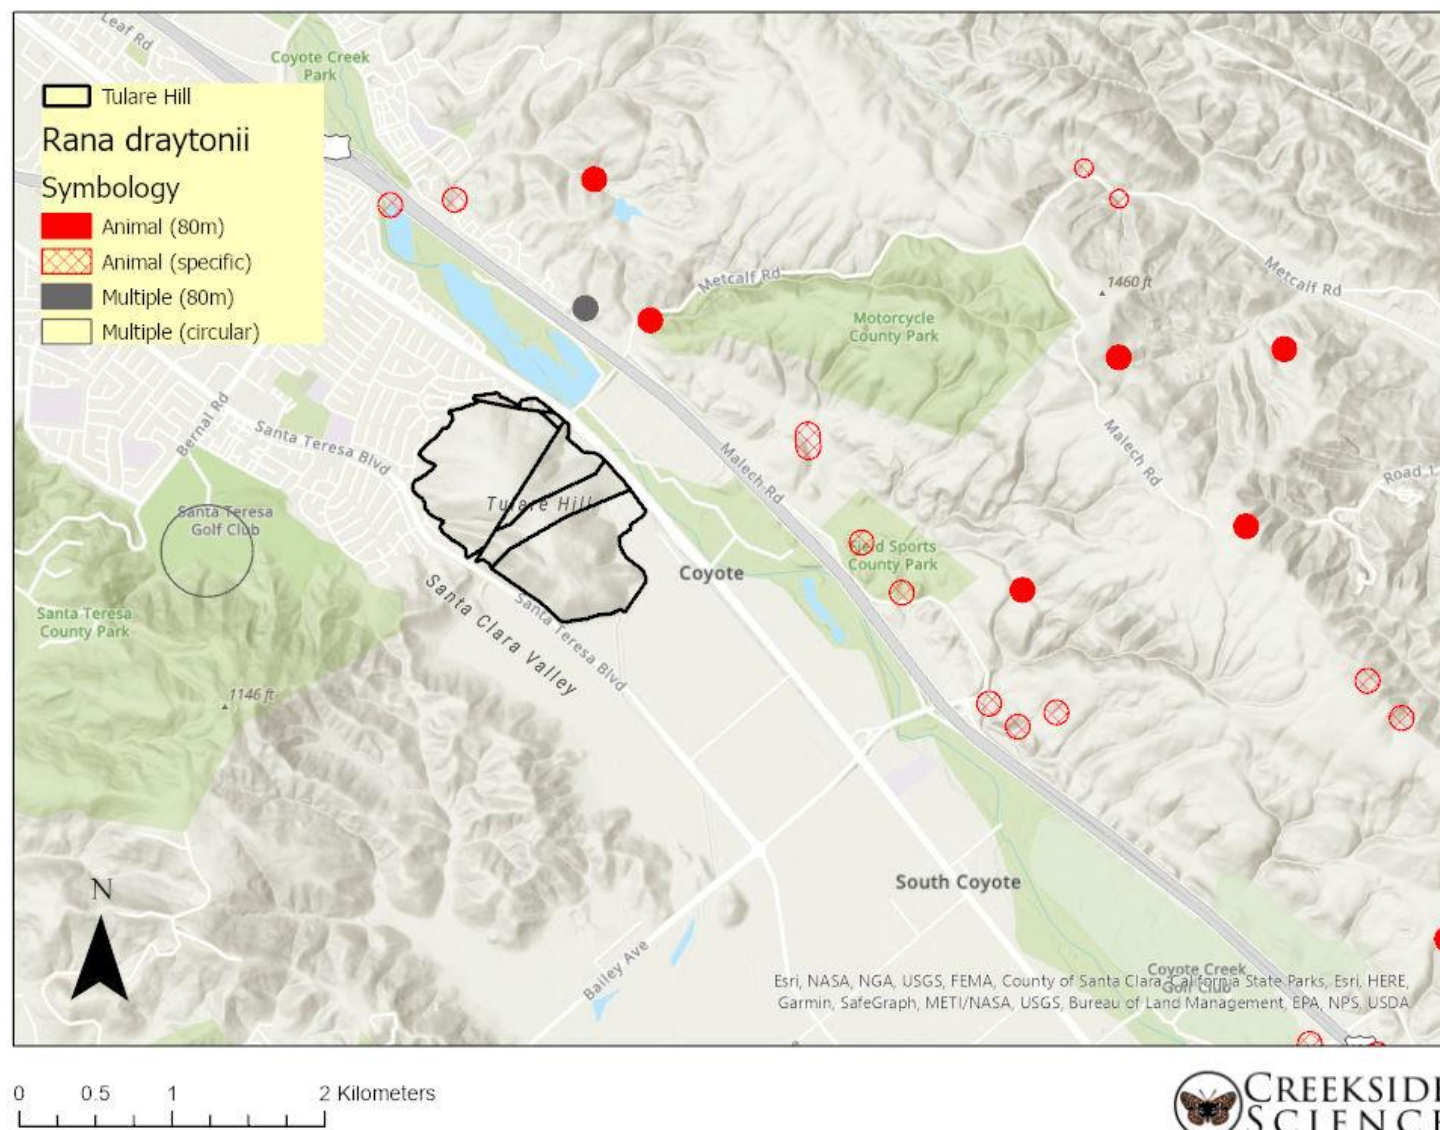 Leaf Rd
Coyote Creek
Park
Tulare Hill
Rana draytonii
Symbology
Animal (80m)
Animal (specific)
Multiple (80m)
Multiple (circular)
Metcalf Rd
Metcalf Rd
1460 ft
Motorcycle
County Park
Bernal Rd
Santa Teresa Blvd
Malech Rd
Malech Rd
Road 1
Tulare Hill
Santa Teresa
Golf Club
Field Sports
County Park
Coyote
Santa Teresa
County Park
Santa Clara Valley
Santa Teresa Blvd
1146 ft
South Coyote
N
Bailey Ave
Coyote Creek
Golf Club
Esri, NASA, NGA, USGS, FEMA, County of Santa Clara, California State Parks, Esri, HERE,
Garmin, SafeGraph, METI/NASA, USGS, Bureau of Land Management, EPA, NPS, USDA
0 0.5 1 2 Kilometers
CREEKSIDE
SCIENCE